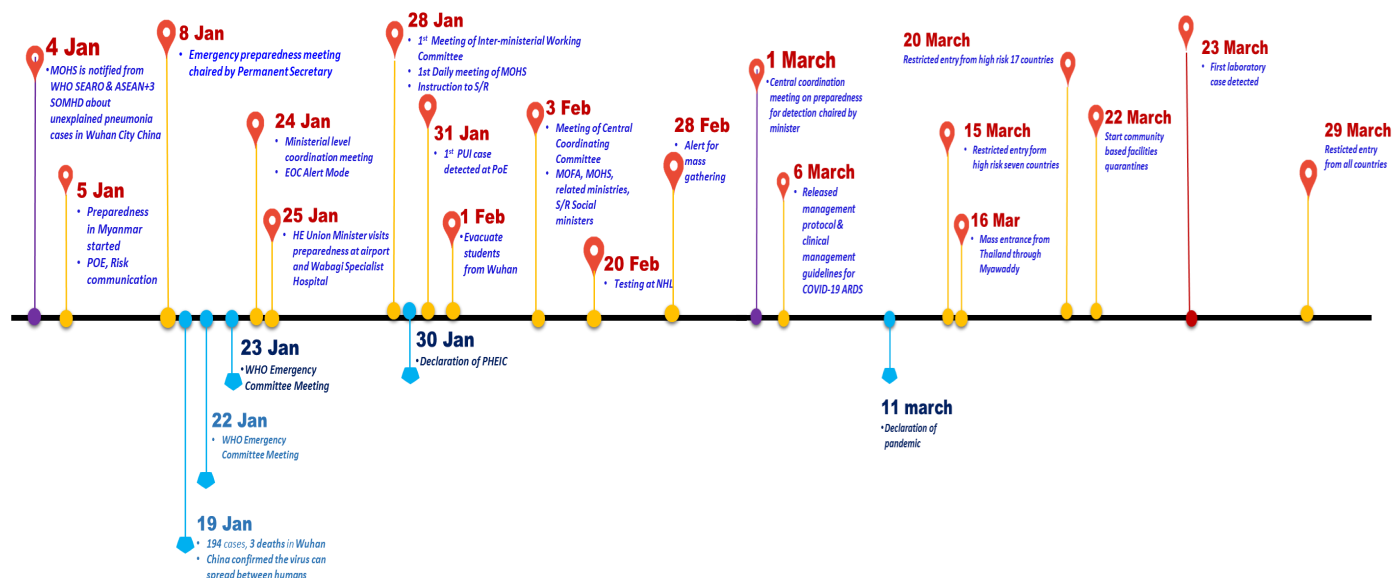 4 Jan
•MOHS is notified from
WHO SEARO & ASEAN+3
SOMHD about
unexplained pneumonia
cases in Wuhan City China
5 Jan
• Preparedness
in Myanmar
started
• POE, Risk
communication
8 Jan
• Emergency preparedness meeting
chaired by Permanent Secretary
24 Jan
• Ministerial level
coordination meeting
• EOC Alert Mode
25 Jan
• HE Union Minister visits
preparedness at airport
and Wabagi Specialist
Hospital
28 Jan
• 1st Meeting of Inter-ministerial Working
Committee
• 1st Daily meeting of MOHS
• Instruction to S/R
31 Jan
• 1st PUI case
detected at PoE
1 Feb
•Evacuate
students
from Wuhan
3 Feb
• Meeting of Central
Coordinating
Committee
• MOFA, MOHS,
related ministries,
S/R Social
ministers
20 Feb
• Testing at NHL
28 Feb
• Alert for
mass
gathering
1 March
•Central coordination
meeting on preparedness
for detection chaired by
minister
6 March
• Released
management
protocol &
clinical
management
guidelines for
COVID-19 ARDS
15 March
• Restricted entry form
high risk seven countries
16 Mar
• Mass entrance from
Thailand through
Myawaddy
20 March
Restricted entry from high risk 17 countries
22 March
Start community
based facilities
quarantines
23 March
• First laboratory
case detected
29 March
Resticted entry
from all countries
23 Jan
•WHO Emergency
Committee Meeting
22 Jan
• WHO Emergency
Committee Meeting
19 Jan
• 194 cases, 3 deaths in Wuhan
• China confirmed the virus can
spread between humans
30 Jan
•Declaration of PHEIC
11 march
•Declaration of
pandemic